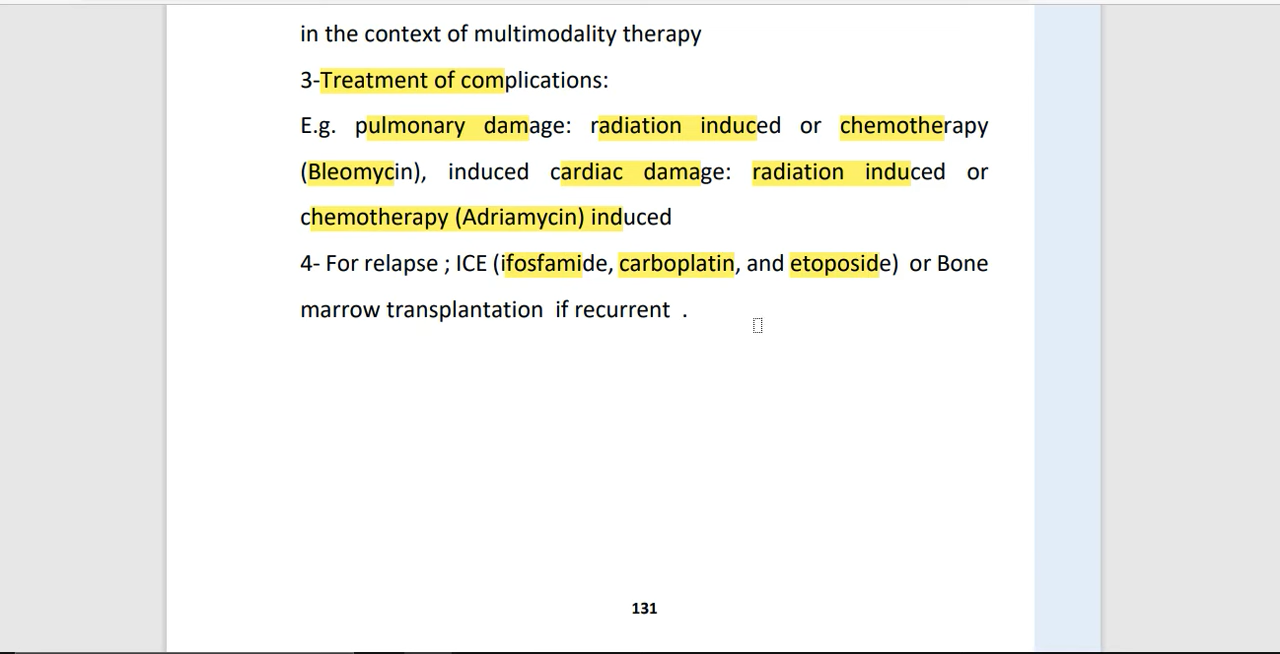 in the context of multimodality therapy
3-Treatment of complications:
E.g. pulmonary damage: radiation induced or chemotherapy
(Bleomycin), induced cardiac damage: radiation induced or
chemotherapy (Adriamycin) induced
4- For relapse ; ICE (ifosfamide, carboplatin, and etoposide) or Bone
marrow transplantation if recurrent .
131